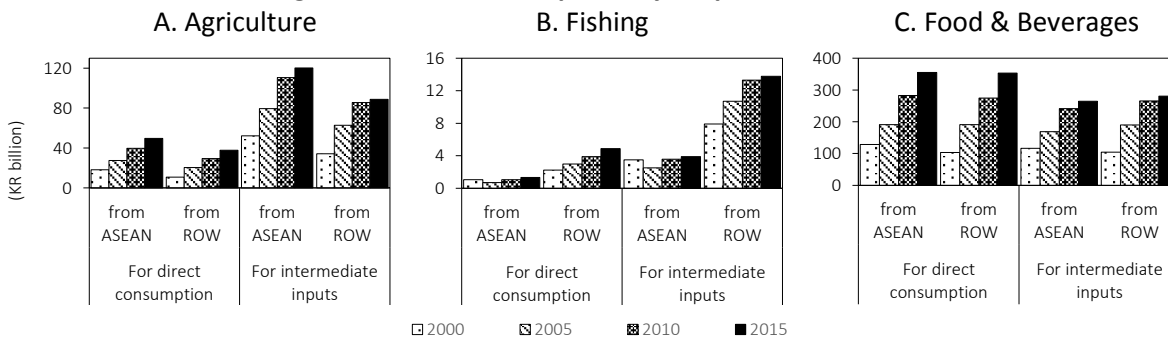 A. Agriculture
B. Fishing
C. Food & Beverages
(KR billion)
120
80
40
0
from ASEAN
from ROW
from ASEAN
from ROW
For direct consumption
For intermediate inputs
16
12
8
4
0
from ASEAN
from ROW
from ASEAN
from ROW
For direct consumption
For intermediate inputs
400
300
200
100
0
from ASEAN
from ROW
from ASEAN
from ROW
For direct consumption
For intermediate inputs
2000
2005
2010
2015